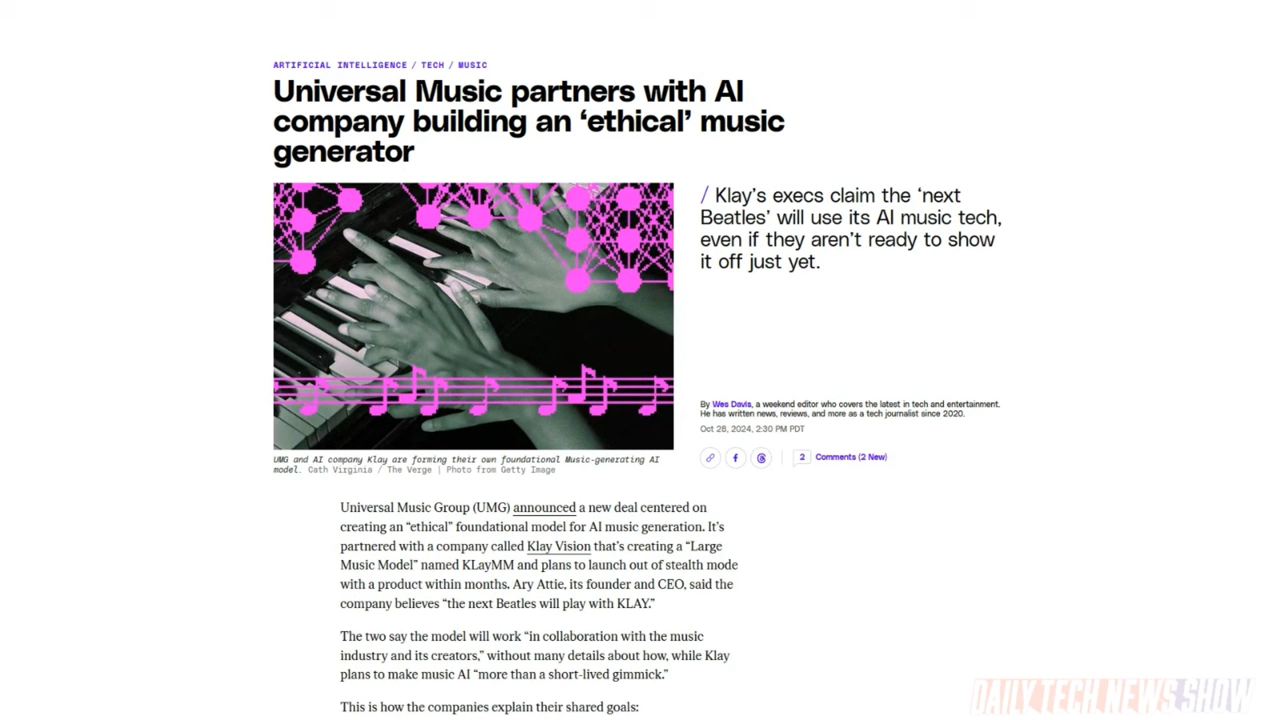 ARTIFICIAL INTELLIGENCE / TECH / MUSIC
Universal Music partners with AI
company building an ‘ethical’ music
generator
/ Klay’s execs claim the ‘next
Beatles’ will use its AI music tech,
even if they aren’t ready to show
it off just yet.
By Wes Davis, a weekend editor who covers the latest in tech and entertainment.
He has written news, reviews, and more as a tech journalist since 2020.
Oct 28, 2024, 2:30 PM PDT
2 Comments (2 New)
UMG and AI company Klay are forming their own foundational Music-generating AI
model. Cath Virginia / The Verge | Photo from Getty Image
Universal Music Group (UMG) announced a new deal centered on
creating an “ethical” foundational model for AI music generation. It’s
partnered with a company called Klay Vision that’s creating a “Large
Music Model” named KLayMM and plans to launch out of stealth mode
with a product within months. Ary Attie, its founder and CEO, said the
company believes “the next Beatles will play with KLAY.”
The two say the model will work “in collaboration with the music
industry and its creators,” without many details about how, while Klay
plans to make music AI “more than a short-lived gimmick.”
This is how the companies explain their shared goals:
DAILY TECH NEWS SHOW